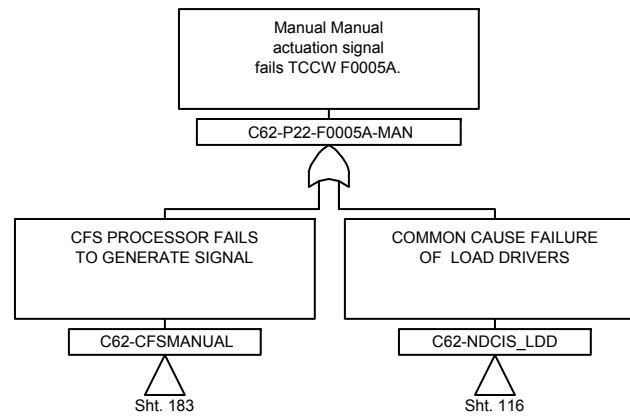 Manual Manual
actuation signal
fails TCCW F0005A.
C62-P22-F0005A-MAN
CFS PROCESSOR FAILS
TO GENERATE SIGNAL
COMMON CAUSE FAILURE
OF LOAD DRIVERS
C62-CFSMANUAL
C62-NDCIS_LDD
Sht. 183
Sht. 116